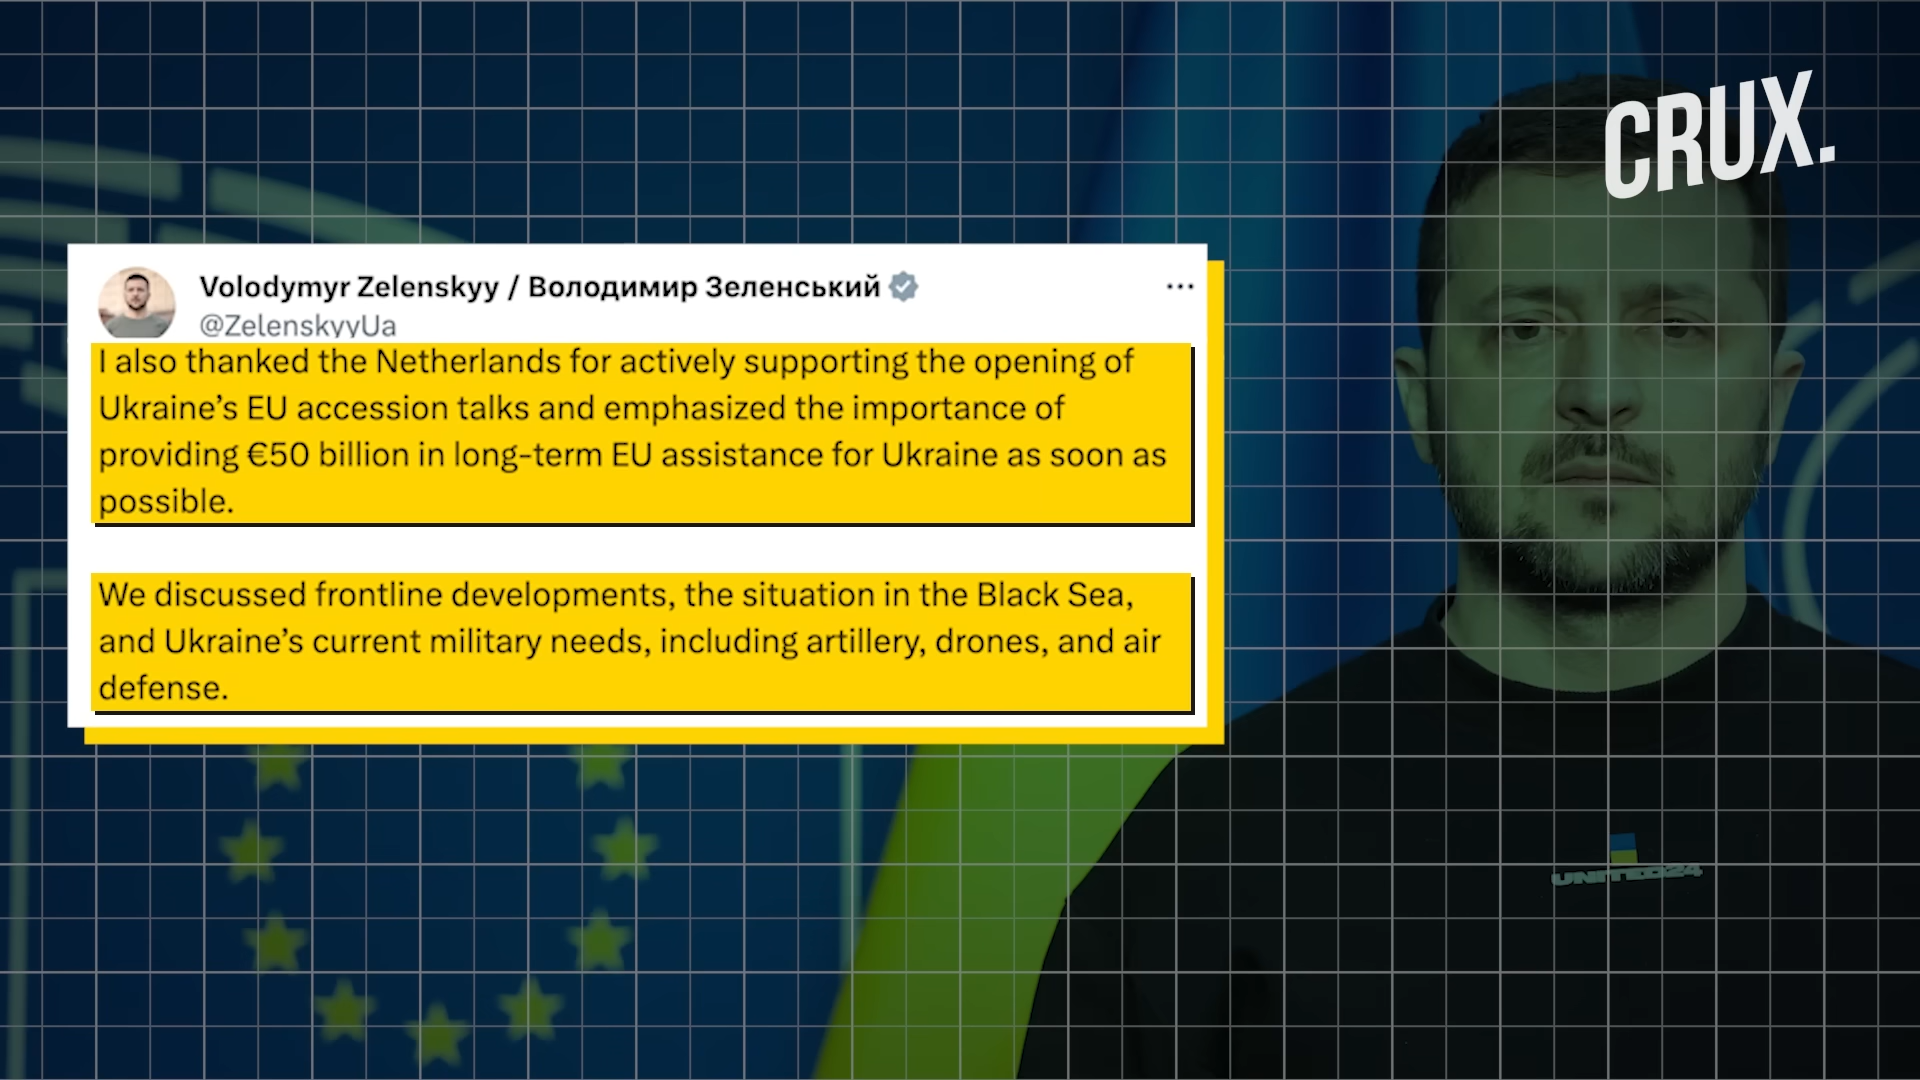 CRUX.
Volodymyr Zelenskyy / Володимир Зеленський
@ZelenskyyUa
I also thanked the Netherlands for actively supporting the opening of
Ukraine’s EU accession talks and emphasized the importance of
providing €50 billion in long-term EU assistance for Ukraine as soon as
possible.
We discussed frontline developments, the situation in the Black Sea,
and Ukraine’s current military needs, including artillery, drones, and air
defense.
UNITED24